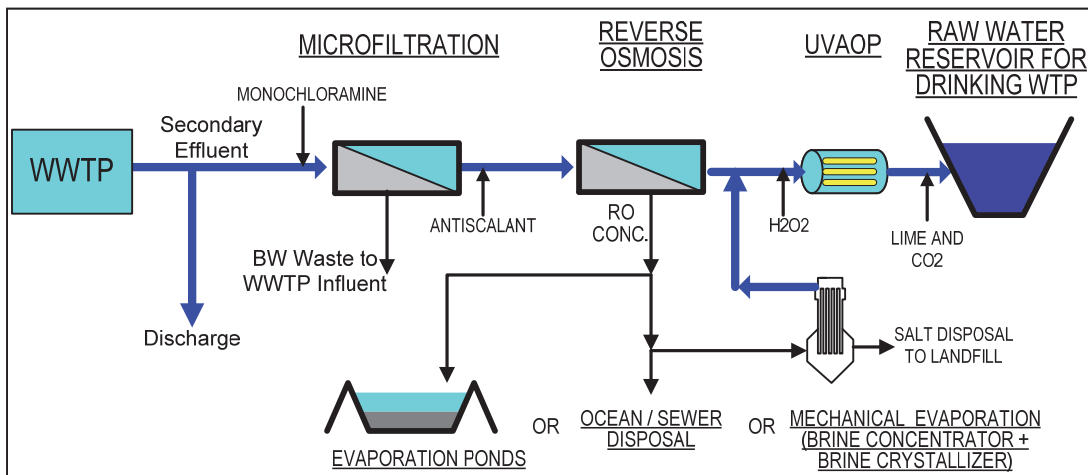 MICROFILTRATION
REVERSE
OSMOSIS
UVAOP
RAW WATER
RESERVOIR FOR
DRINKING WTP
MONOCHLORAMINE
Secondary
Effluent
WWTP
ANTISCALANT
RO
CONC.
H2O2
LIME AND
CO2
BW Waste to
WWTP Influent
Discharge
SALT DISPOSAL
TO LANDFILL
EVAPORATION PONDS
OR
OCEAN / SEWER
DISPOSAL
OR
MECHANICAL EVAPORATION
(BRINE CONCENTRATOR +
BRINE CRYSTALLIZER)